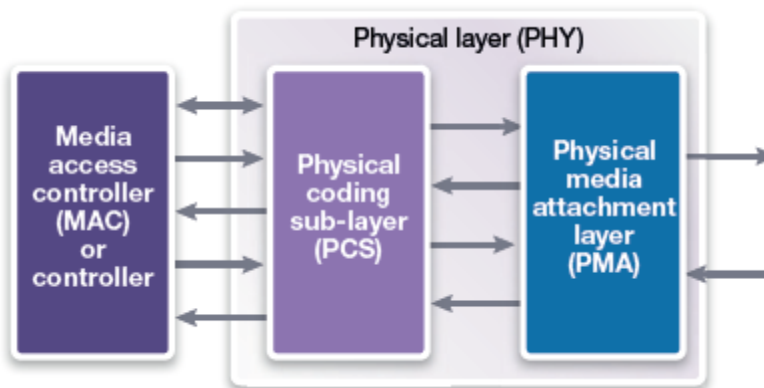 Physical layer (PHY)
Media
access
controller
(MAC)
or
controller
Physical
coding
sub-layer
(PCS)
Physical
media
attachment
layer
(PMA)